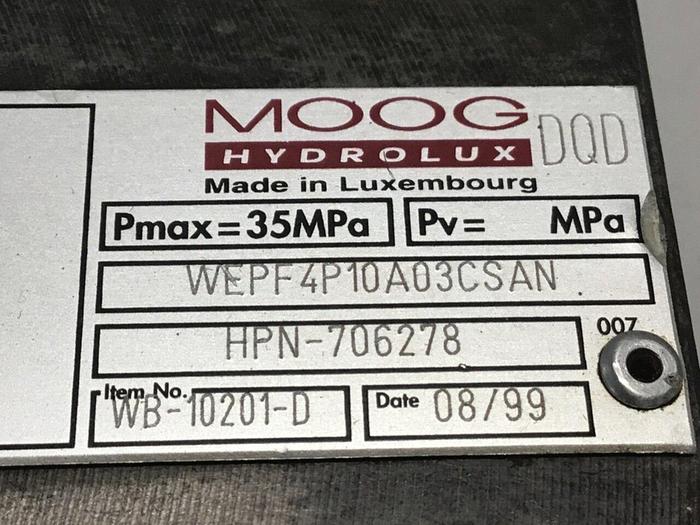 MOOG
HYDROLUX DQD
Made in Luxembourg
Pmax=35MPa Pv= MPa
WEPF4P10A03CSAN
HPN-706278
007
Item No. Date
WB-10201-D 08/99